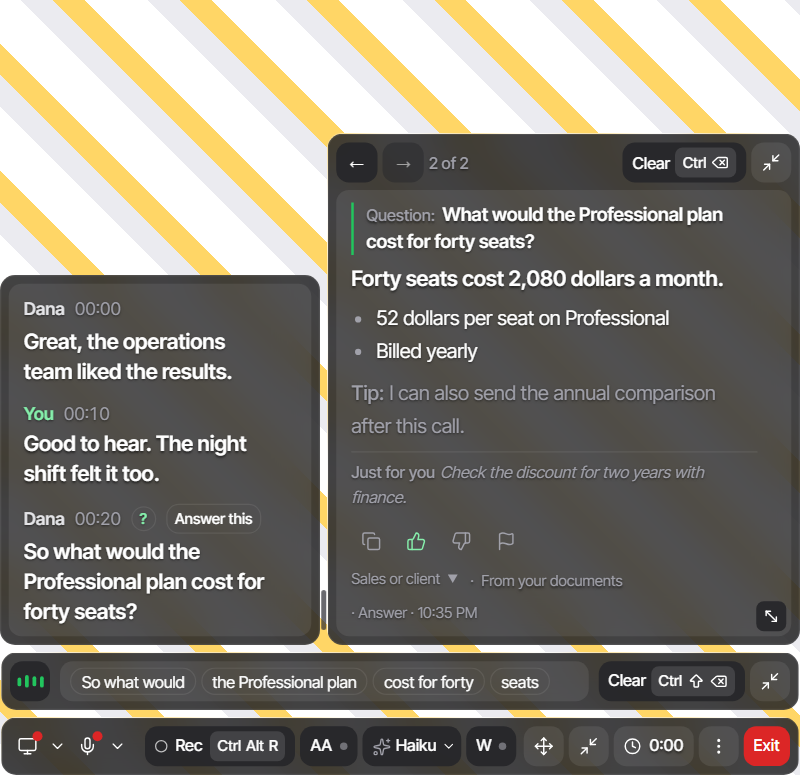 2 of 2
Clear Ctrl
Question: What would the Professional plan
cost for forty seats?
Forty seats cost 2,080 dollars a month.
52 dollars per seat on Professional
Billed yearly
Tip: I can also send the annual comparison
after this call.
Just for you Check the discount for two years with
finance.
Sales or client ▼ · From your documents
· Answer · 10:35 PM
Dana 00:00
Great, the operations
team liked the results.
You 00:10
Good to hear. The night
shift felt it too.
Dana 00:20 ? Answer this
So what would the
Professional plan cost for
forty seats?
So what would the Professional plan cost for forty seats Clear Ctrl
Rec Ctrl Alt R AA Haiku W 0:00 Exit